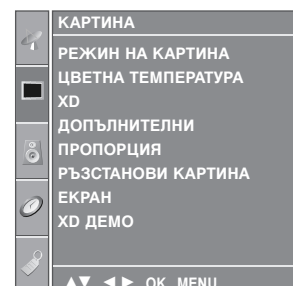 КАРТИНА
РЕЖИН НА КАРТИНА
ЦВЕТНА ТЕМПЕРАТУРА
XD
ДОПЪЛНИТЕЛНИ
ПРОПОРЦИЯ
РЪЗСТАНОВИ КАРТИНА
ЕКРАН
XD ДЕМО
▲▼ ◄► OK MENU